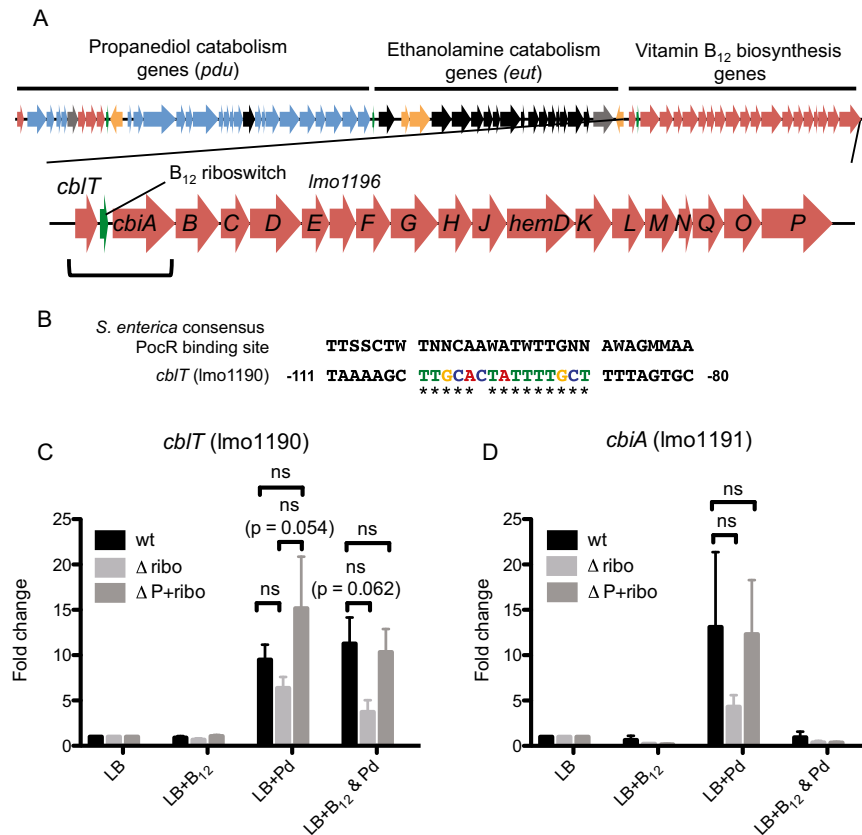 A
Propanediol catabolism
genes (pdu)
Ethanolamine catabolism
genes (eut)
Vitamin B12 biosynthesis
genes
cblT
B12 riboswitch
lmo1196
cbiA B C D E F G H J hemD K L M N Q O P
B
S. enterica consensus
PocR binding site
TTSSCTW TNNCAAWATWTTGNN AWAGMMAA
cblT (lmo1190) -111 TAAAAGC TTGCACTATTTTGCT TTTAGTGC -80
***** ********
C
cblT (lmo1190)
ns
ns
(p = 0.054)
ns
ns
(p = 0.062)
wt
Δ ribo
Δ P+ribo
Fold change
25
20
15
10
5
0
LB
LB+B12
LB+Pd
LB+B12 & Pd
D
cbiA (lmo1191)
ns
ns
wt
Δ ribo
Δ P+ribo
Fold change
25
20
15
10
5
0
LB
LB+B12
LB+Pd
LB+B12 & Pd